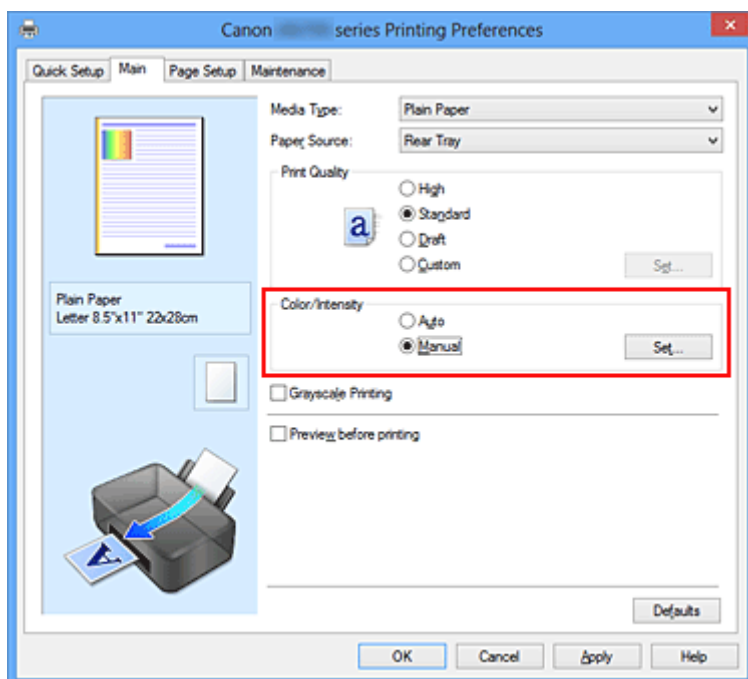 Canon series Printing Preferences
Quick Setup Main Page Setup Maintenance
Media Type: Plain Paper
Paper Source: Rear Tray
Print Quality
High
Standard
Draft
Custom Set...
Plain Paper
Letter 8.5"x11" 22x28cm
Color/Intensity
Auto
Manual Set...
Grayscale Printing
Preview before printing
Defaults
OK Cancel Apply Help